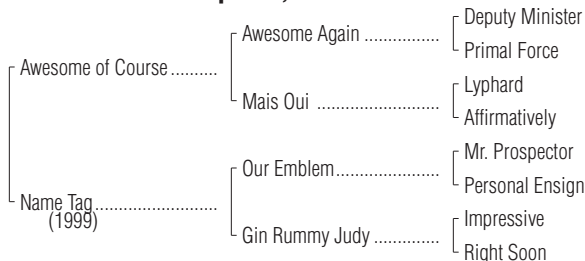 Deputy Minister
Awesome Again ...............
Primal Force
Awesome of Course ..........
Lyphard
Mais Oui ........................
Affirmatively
Mr. Prospector
Our Emblem.....................
Personal Ensign
Name Tag........................
(1999)
Impressive
Gin Rummy Judy .............
Right Soon